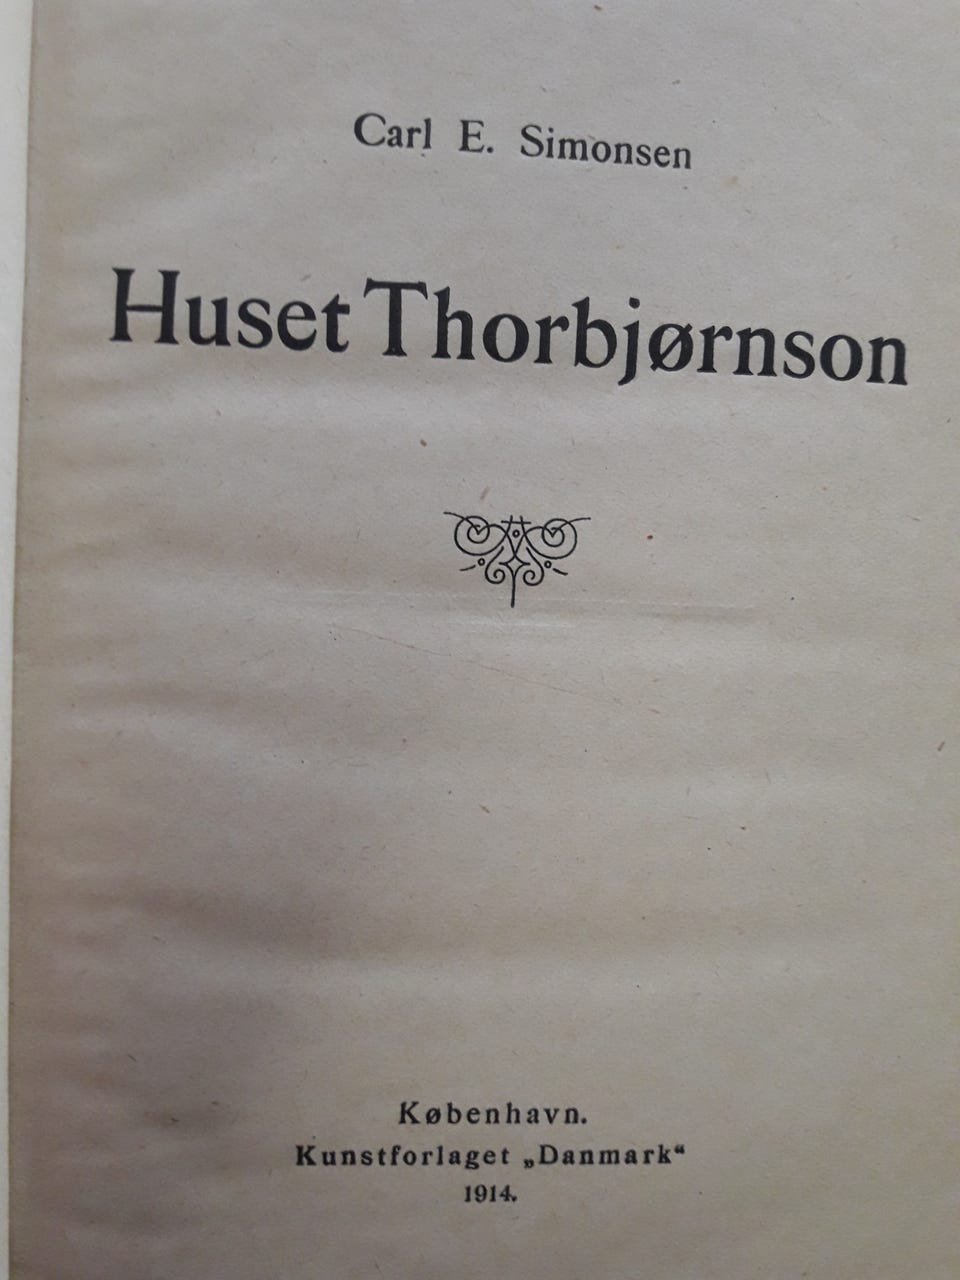 Carl E. Simonsen
Huset Thorbjørnson
København.
Kunstforlaget „Danmark“
1914.